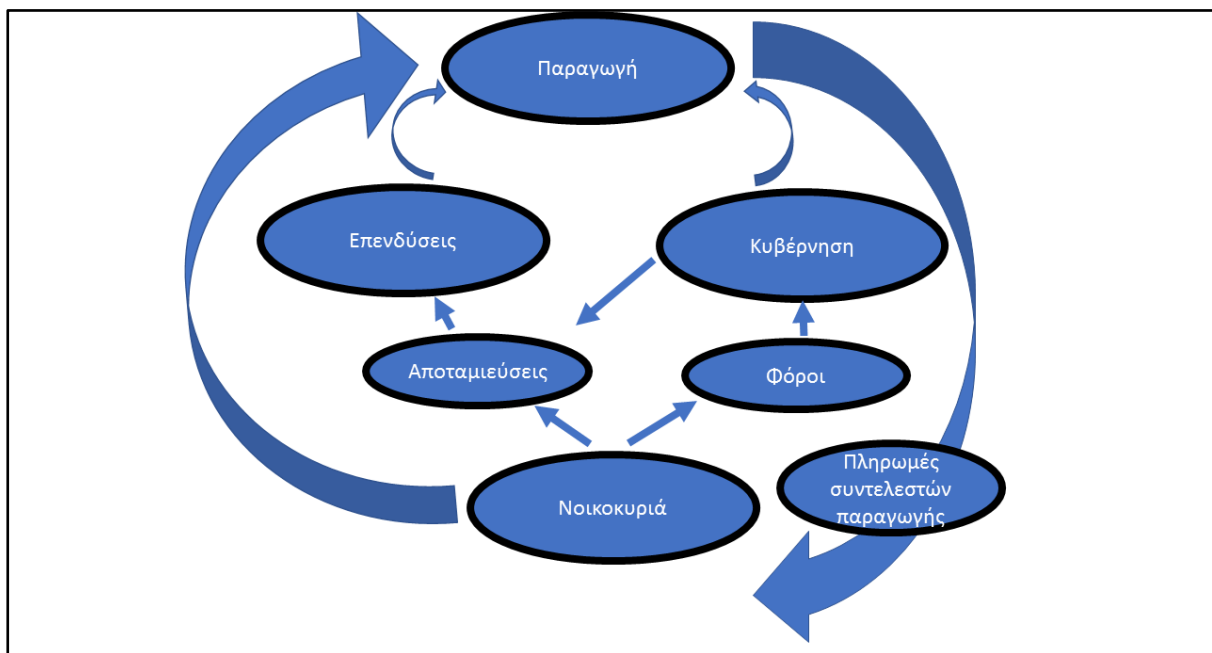 Παραγωγή
Επενδύσεις
Κυβέρνηση
Αποταμιεύσεις
Φόροι
Νοικοκυριά
Πληρωμές
συντελεστών
παραγωγής